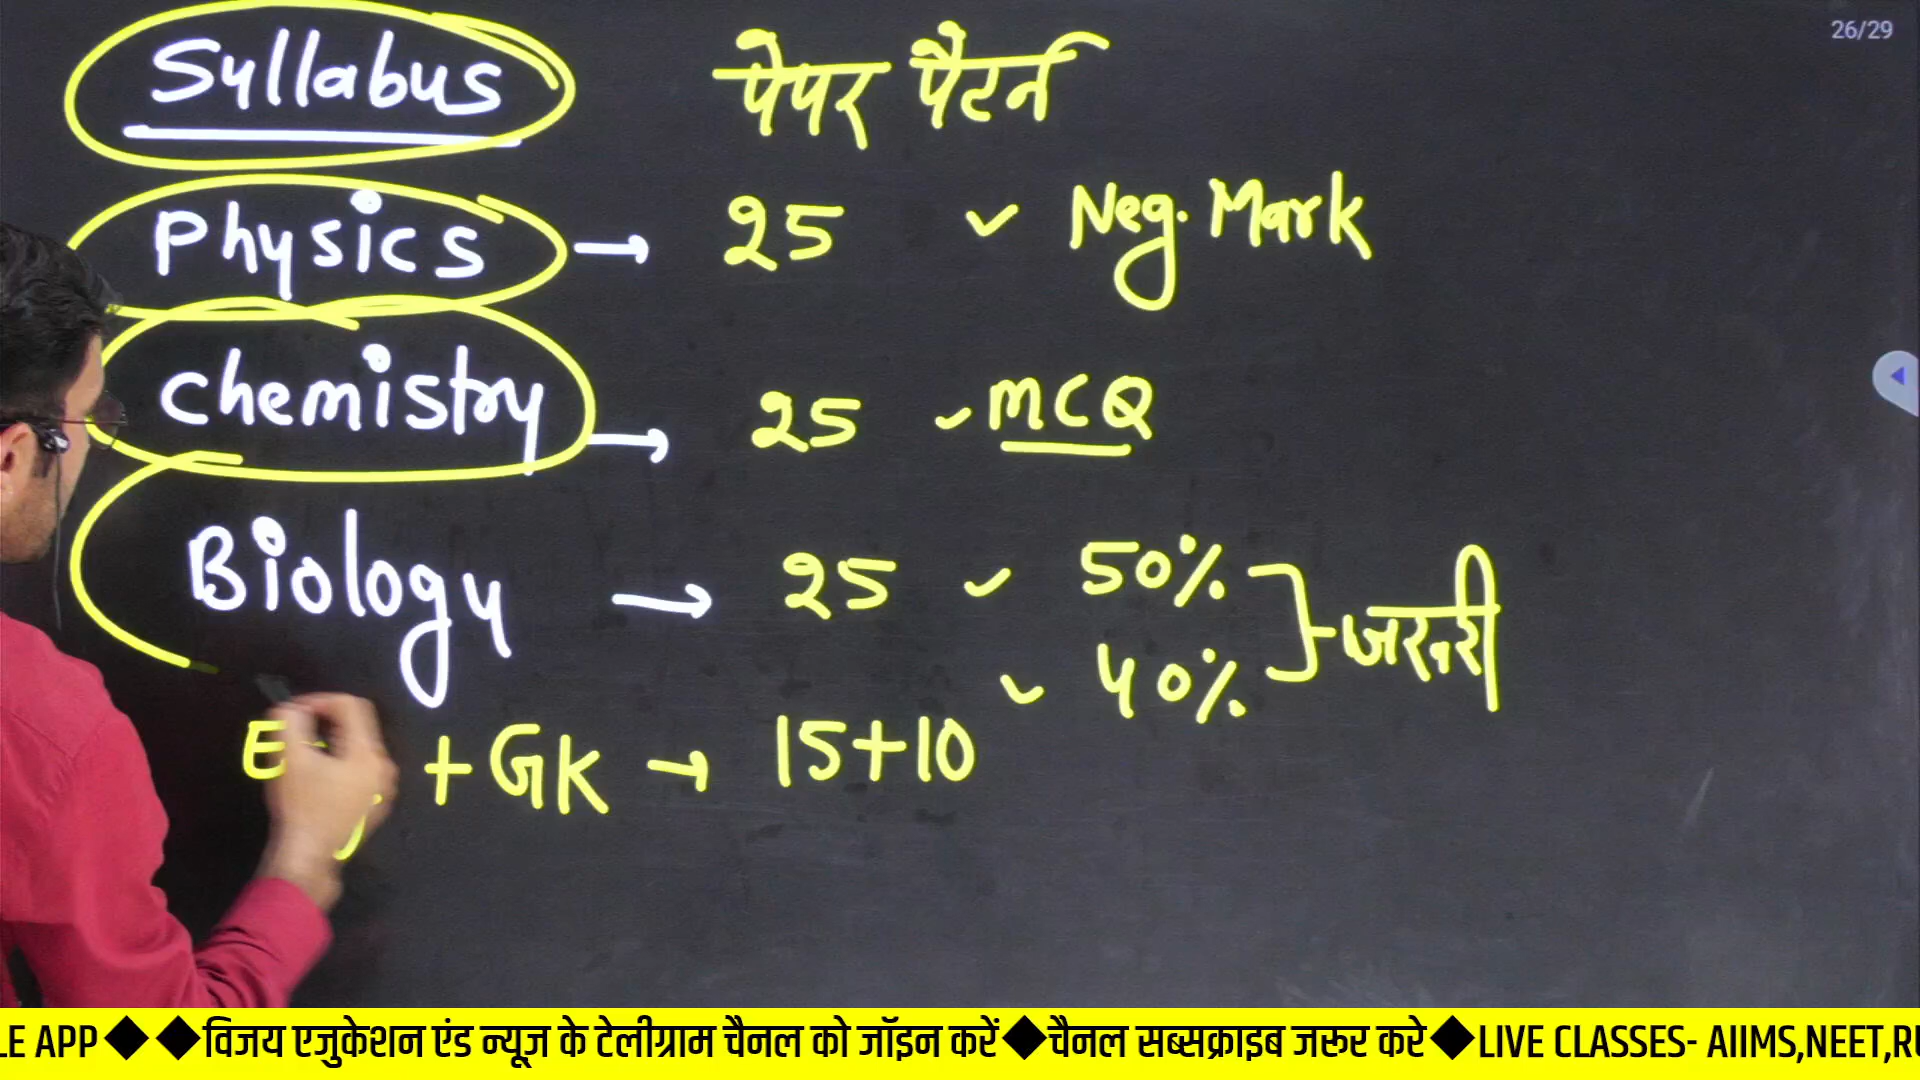 26/29
Syllabus पेपर पैटर्न
Physics → 25 ✓ Neg. Mark
Chemistry → 25 ✓ MCQ
Biology → 25 ✓ 50%
✓ 40% } जरूरी
+ GK → 15+10
LE APP ◆◆विजय एजुकेशन एंड न्यूज के टेलीग्राम चैनल को जॉइन करें◆चैनल सब्सक्राइब जरूर करे◆LIVE CLASSES- AIIMS,NEET,RU